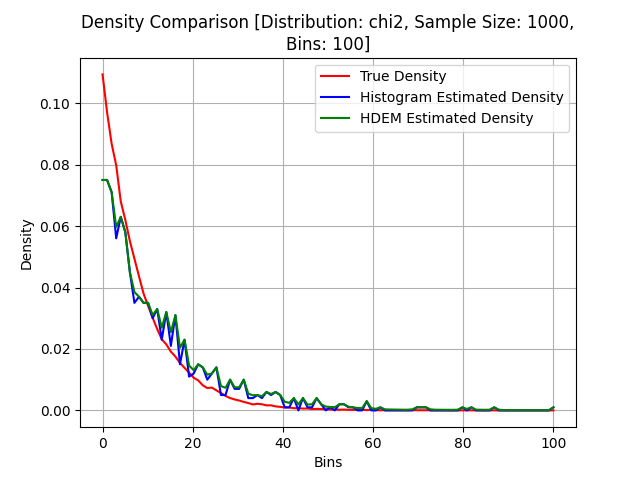 Density Comparison [Distribution: chi2, Sample Size: 1000,
Bins: 100]
True Density
Histogram Estimated Density
HDEM Estimated Density
Density
0.10
0.08
0.06
0.04
0.02
0.00
0 20 40 60 80 100
Bins